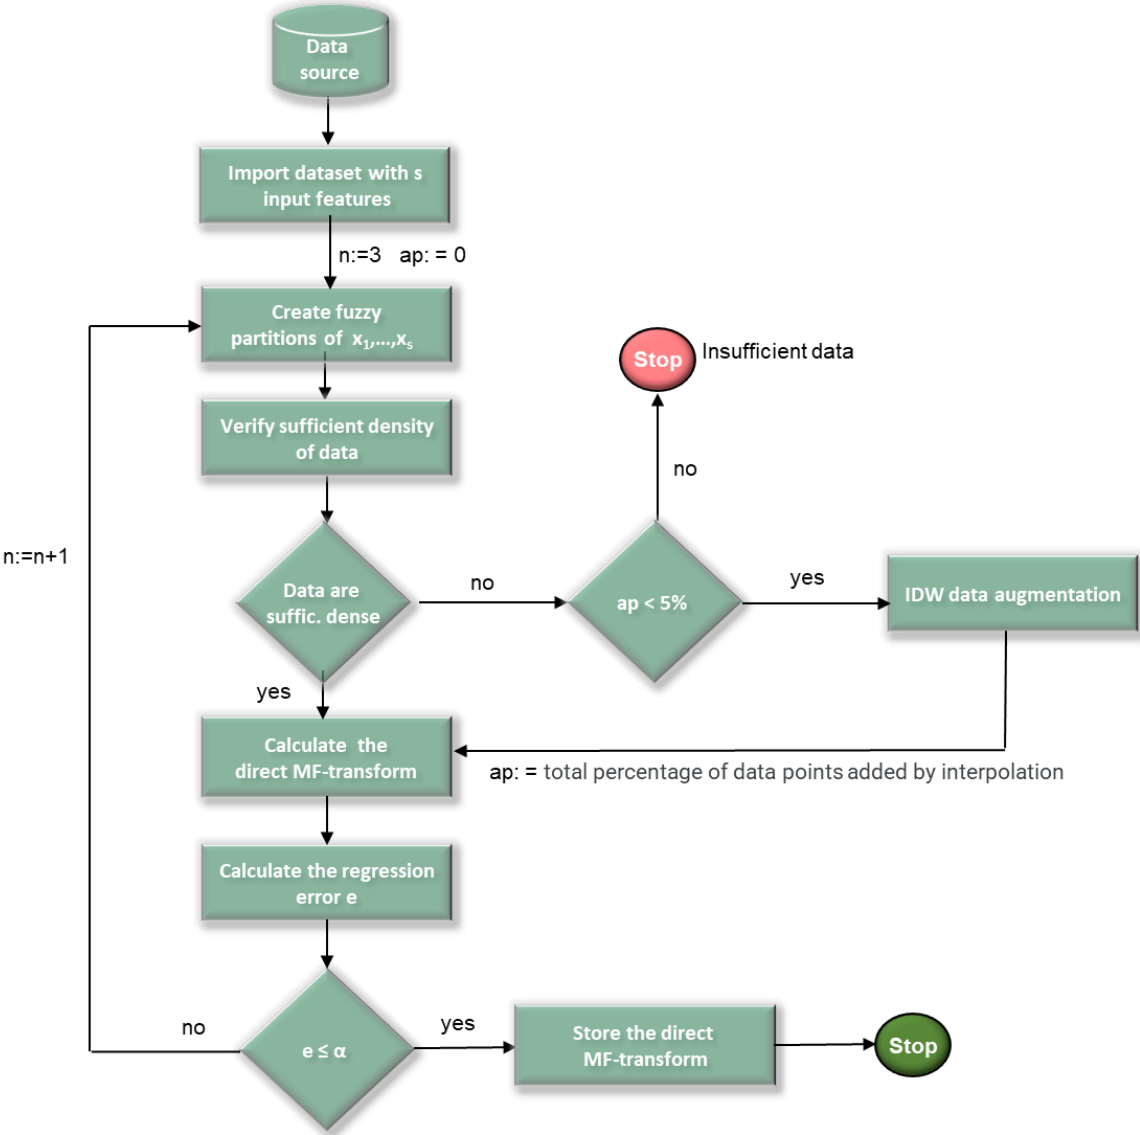 Data
source
Import dataset with s
input features
n:=3 ap: = 0
Create fuzzy
partitions of x₁,...,xₛ
Stop
Insufficient data
Verify sufficient density
of data
no
n:=n+1
Data are
suffic. dense
no
ap < 5%
yes
IDW data augmentation
yes
Calculate the
direct MF-transform
ap: = total percentage of data points added by interpolation
Calculate the regression
error e
no
e ≤ α
yes
Store the direct
MF-transform
Stop